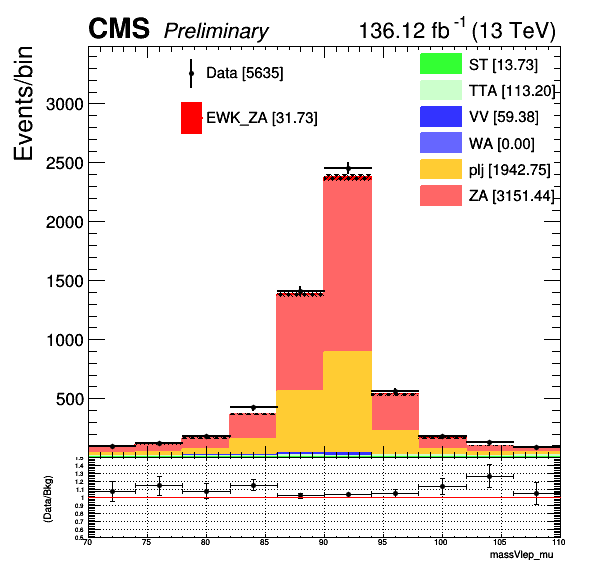 CMS Preliminary 136.12 fb-1 (13 TeV)
Events/bin
Data [5635]
EWK_ZA [31.73]
ST [13.73]
TTA [113.20]
VV [59.38]
WA [0.00]
plj [1942.75]
ZA [3151.44]
3000
2500
2000
1500
1000
500
(Data/Bkg)
1.5
1.4
1.3
1.2
1.1
1
0.9
0.8
0.7
0.6
0.5
70 75 80 85 90 95 100 105 110
massVlep_mu